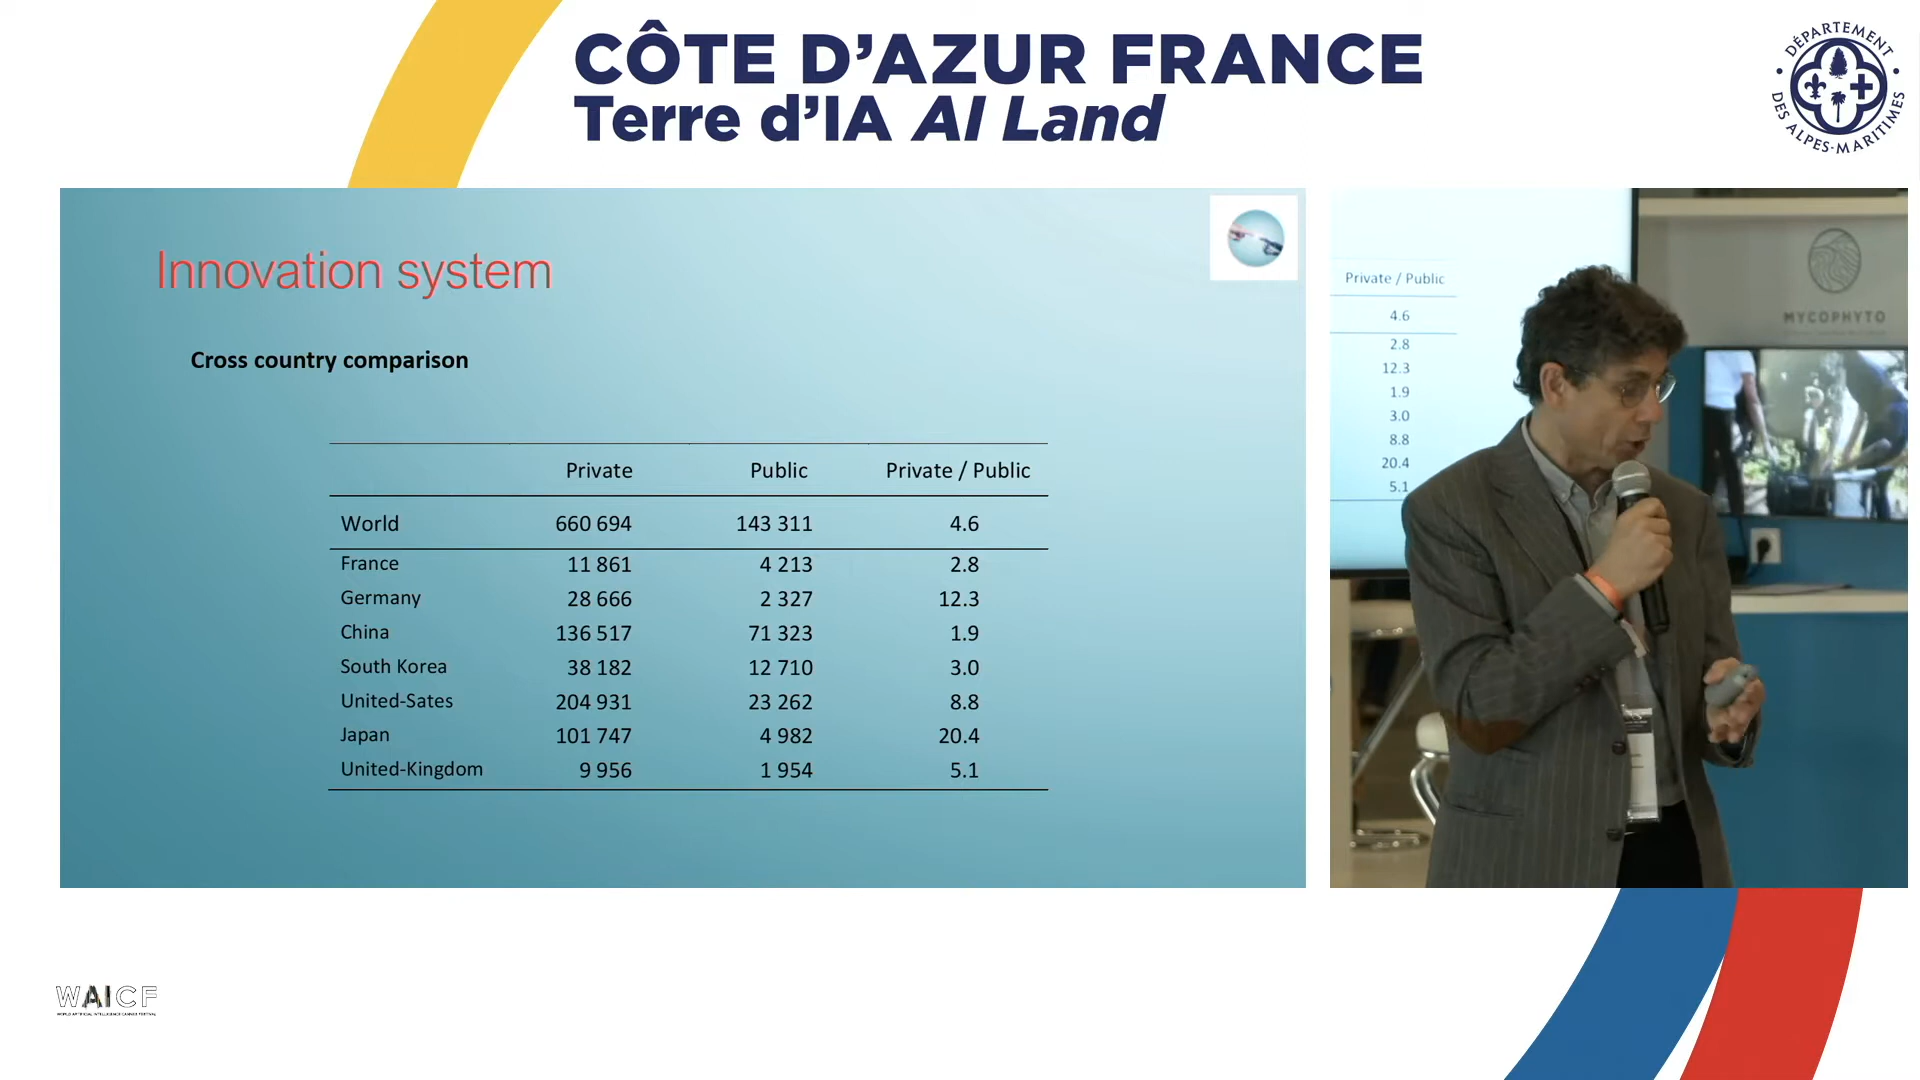 CÔTE D'AZUR FRANCE
Terre d'IA AI Land
DÉPARTEMENT
DES ALPES-MARITIMES
Innovation system
Cross country comparison
Private Public Private / Public
World 660 694 143 311 4.6
France 11 861 4 213 2.8
Germany 28 666 2 327 12.3
China 136 517 71 323 1.9
South Korea 38 182 12 710 3.0
United-Sates 204 931 23 262 8.8
Japan 101 747 4 982 20.4
United-Kingdom 9 956 1 954 5.1
Private / Public
4.6
2.8
12.3
1.9
3.0
8.8
20.4
5.1
MYCOPHYTO
WAICF
WORLD ARTIFICIAL INTELLIGENCE CANNES FESTIVAL